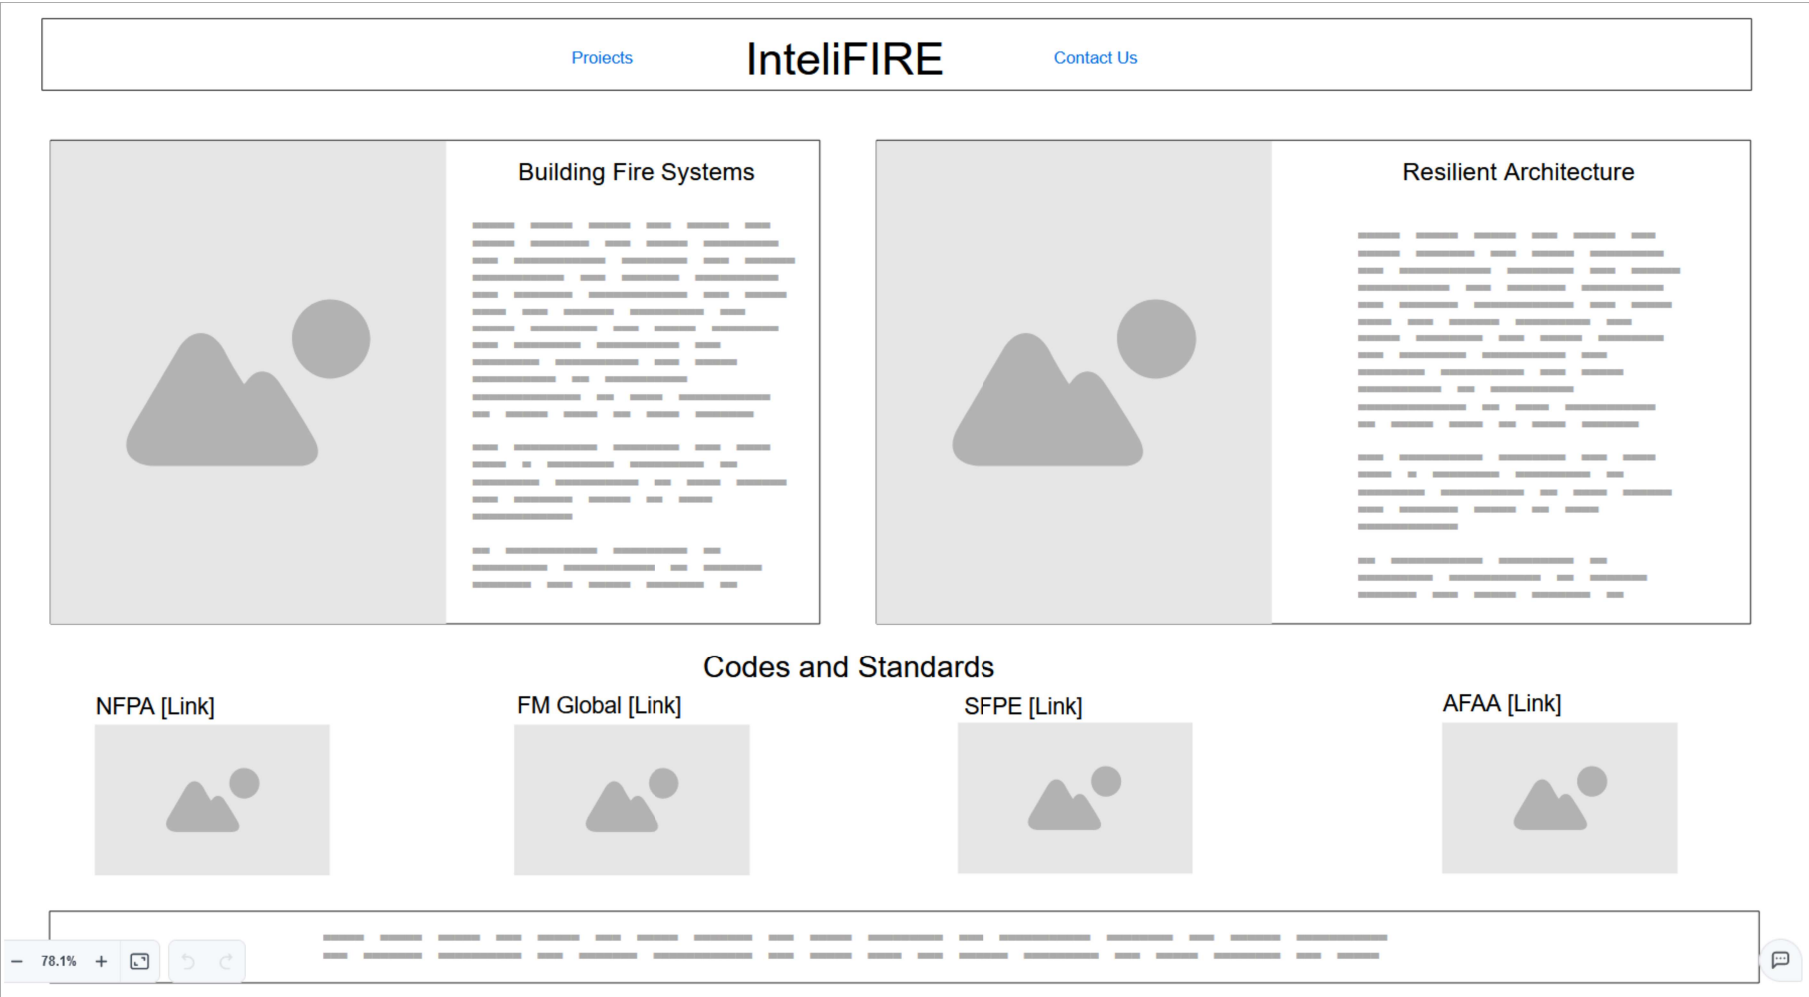 Projects InteliFIRE Contact Us
Building Fire Systems
Resilient Architecture
Codes and Standards
NFPA [Link]
FM Global [Link]
SFPE [Link]
AFAA [Link]
78.1%